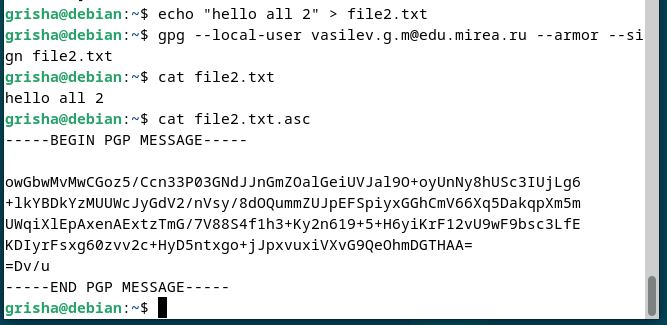 grisha@debian:~$ echo "hello all 2" > file2.txt
grisha@debian:~$ gpg --local-user vasilev.g.m@edu.mirea.ru --armor --si
gn file2.txt
grisha@debian:~$ cat file2.txt
hello all 2
grisha@debian:~$ cat file2.txt.asc
-----BEGIN PGP MESSAGE-----

owGbwMvMwCGoz5/Ccn33P03GNdJJnGmZOalGeiUVJal9O+oyUnNy8hUSc3IUjLg6
+lkYBDkYzMUUWcJyGdV2/nVsy/8dOQummZUJpEFSpiyxGGhCmV66Xq5DakqpXm5m
UWqiXlEpAxenAExtzTmG/7V88S4f1h3+Ky2n619+5+H6yiKrF12vU9wF9bsc3LfE
KDIyrFsxg60zvv2c+HyD5ntxgo+jJpxvuxiVXvG9QeOhmDGTHAA=
=Dv/u
-----END PGP MESSAGE-----
grisha@debian:~$